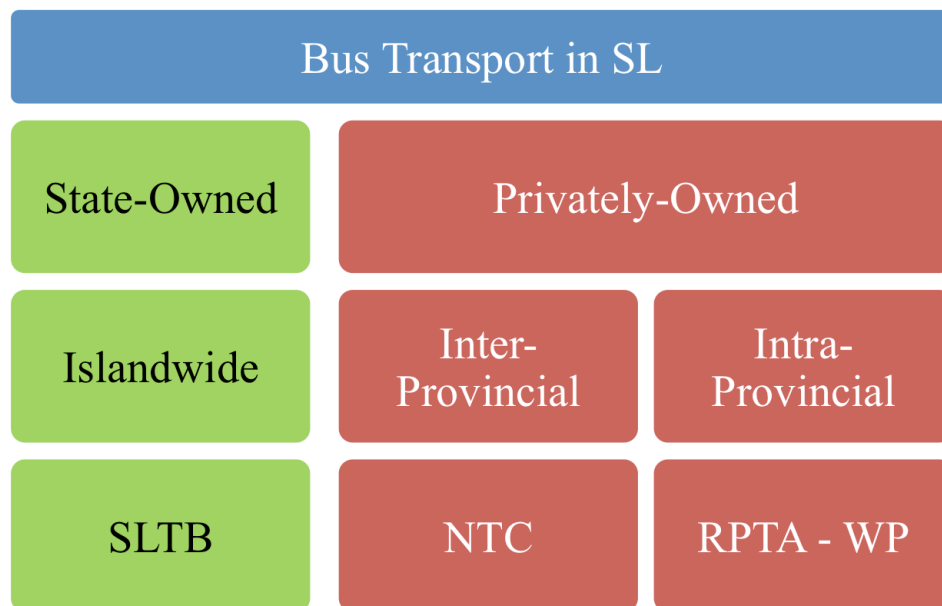 Bus Transport in SL
State-Owned
Privately-Owned
Islandwide
Inter-
Provincial
Intra-
Provincial
SLTB
NTC
RPTA - WP